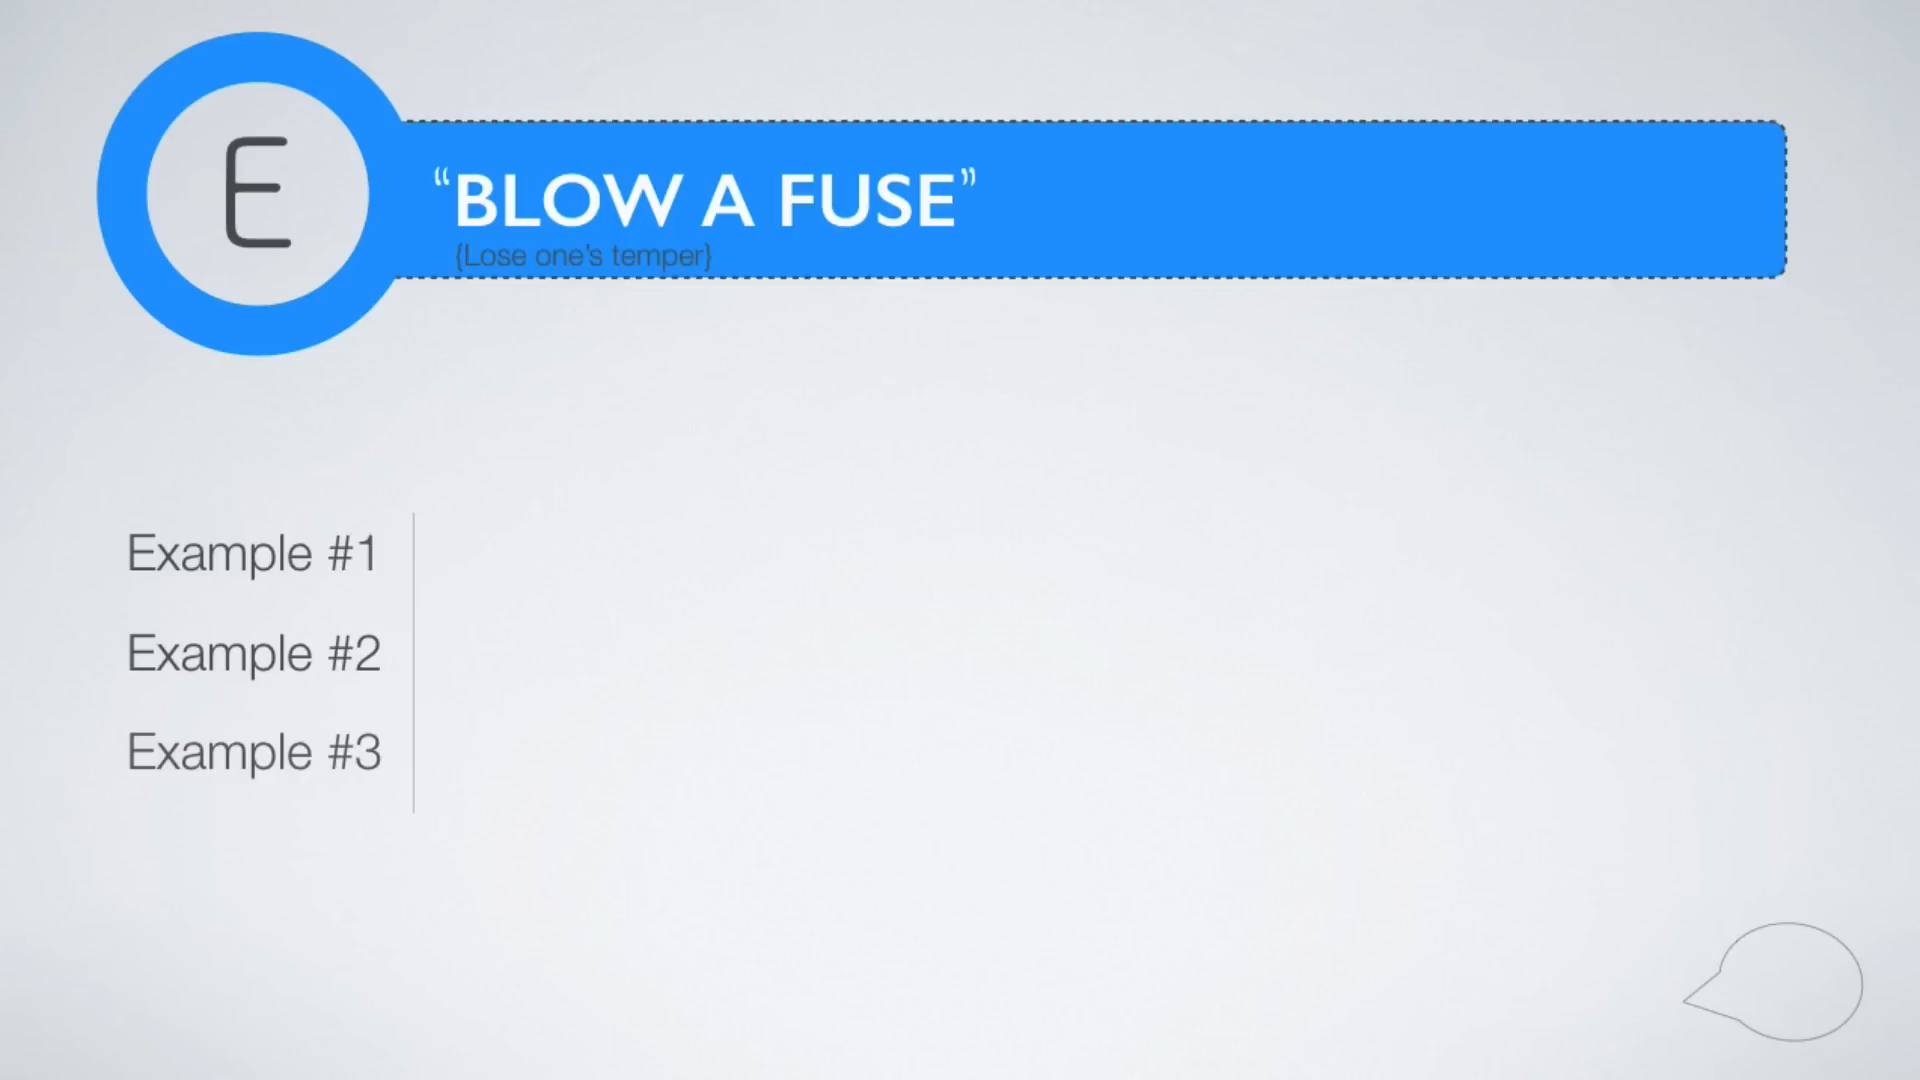 E
“BLOW A FUSE”
{Lose one’s temper}
Example #1
Example #2
Example #3